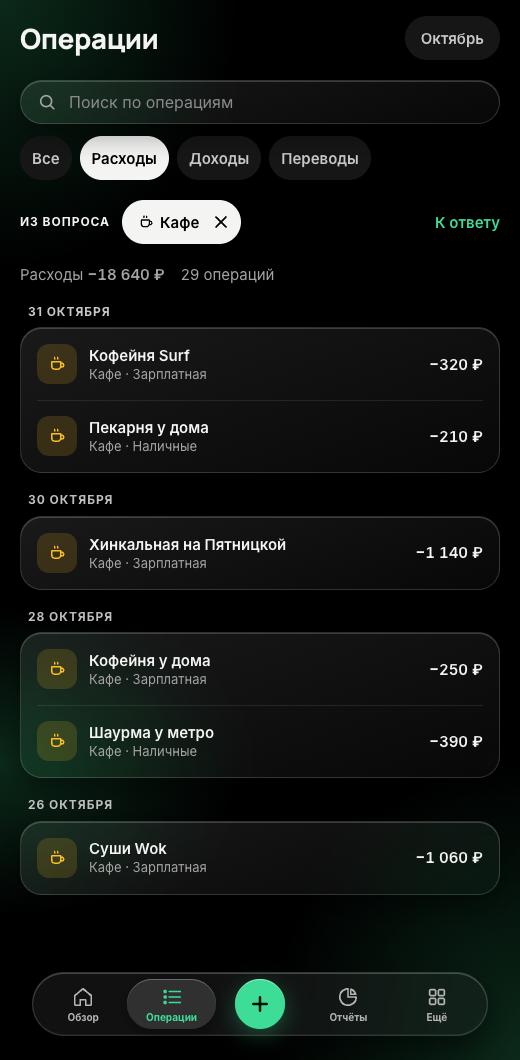 Операции
Октябрь
Поиск по операциям
Все
Расходы
Доходы
Переводы
ИЗ ВОПРОСА
Кафе
К ответу
Расходы −18 640 ₽ 29 операций
31 ОКТЯБРЯ
Кофейня Surf
−320 ₽
Кафе · Зарплатная
Пекарня у дома
−210 ₽
Кафе · Наличные
30 ОКТЯБРЯ
Хинкальная на Пятницкой
−1 140 ₽
Кафе · Зарплатная
28 ОКТЯБРЯ
Кофейня у дома
−250 ₽
Кафе · Зарплатная
Шаурма у метро
−390 ₽
Кафе · Наличные
26 ОКТЯБРЯ
Суши Wok
−1 060 ₽
Кафе · Зарплатная
Обзор
Операции
Отчёты
Ещё